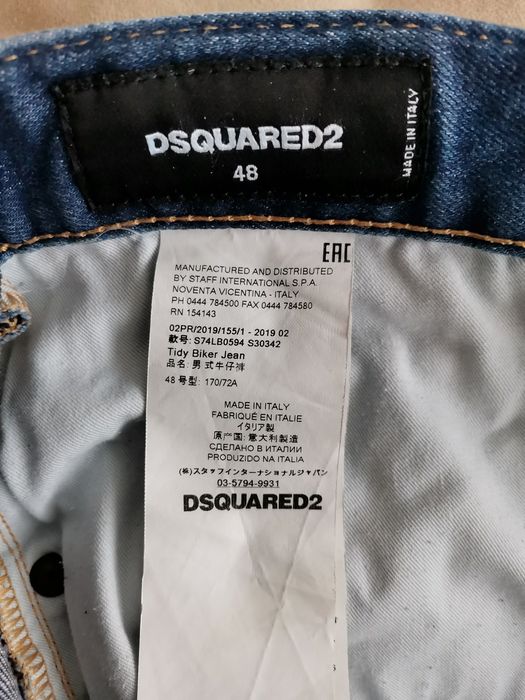 DSQUARED2
48
MADE IN ITALY
EAC
MANUFACTURED AND DISTRIBUTED
BY STAFF INTERNATIONAL S.P.A.
NOVENTA VICENTINA - ITALY
PH 0444 784500 FAX 0444 784580
RN 154143
02PR/2019/155/1 - 2019 02
款号: S74LB0594 S30342
Tidy Biker Jean
品名: 男式牛仔裤
48 号型: 170/72A
MADE IN ITALY
FABRIQUÉ EN ITALIE
イタリア製
原产国: 意大利製造
СДЕЛАНО В ИТАЛИИ
PRODUZIDO NA ITALIA
(株)スタッフインターナショナルジャパン
03-5794-9931
DSQUARED2